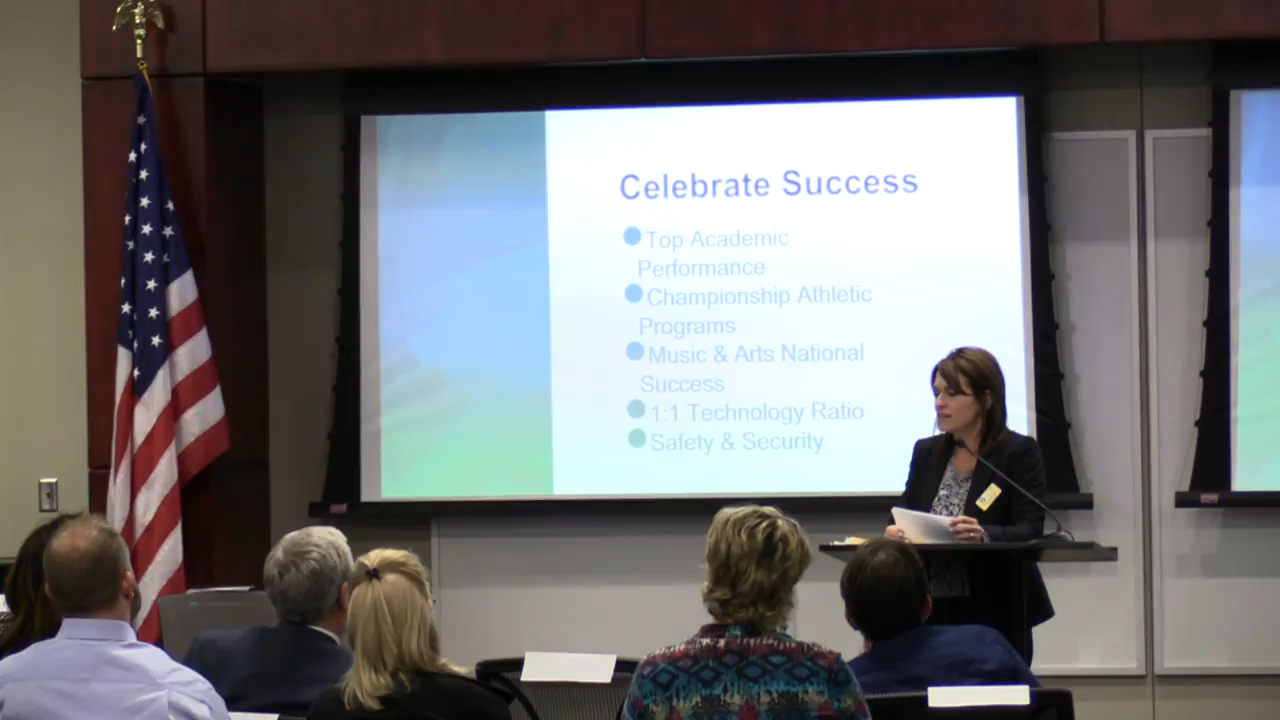 Celebrate Success
Top Academic
Performance
Championship Athletic
Programs
Music & Arts National
Success
1:1 Technology Ratio
Safety & Security